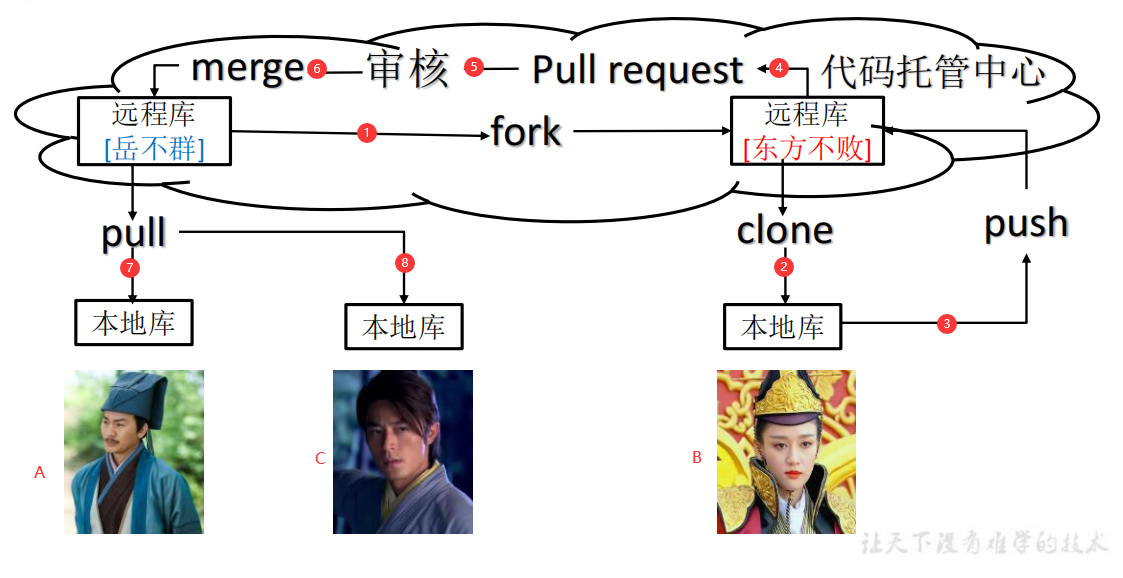 merge 6 审核 5 Pull request 4 代码托管中心
远程库
[岳不群]
1 fork
远程库
[东方不败]
pull
clone
push
7
8
2
本地库
本地库
本地库
3
A
C
B
让天下没有难学的技术